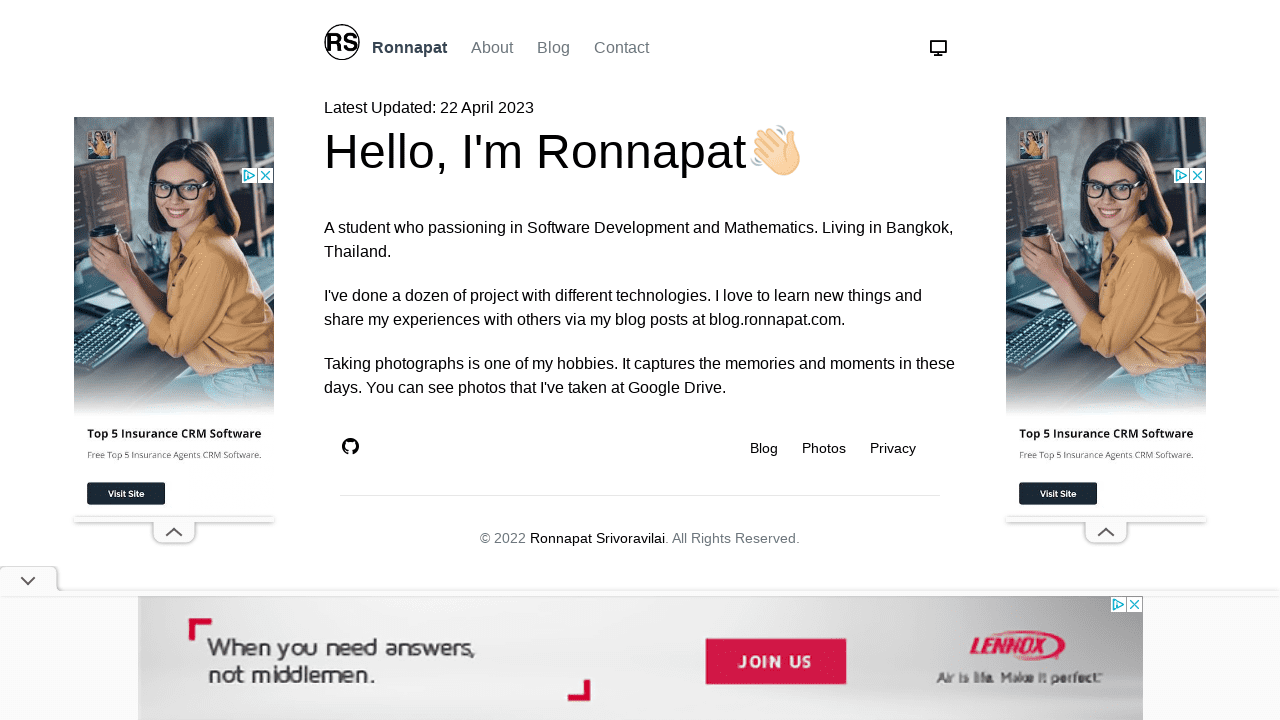 RS Ronnapat About Blog Contact
Latest Updated: 22 April 2023
Hello, I'm Ronnapat👋🏻
A student who passioning in Software Development and Mathematics. Living in Bangkok,
Thailand.
I've done a dozen of project with different technologies. I love to learn new things and
share my experiences with others via my blog posts at blog.ronnapat.com.
Taking photographs is one of my hobbies. It captures the memories and moments in these
days. You can see photos that I've taken at Google Drive.
Blog Photos Privacy
© 2022 Ronnapat Srivoravilai. All Rights Reserved.
Top 5 Insurance CRM Software
Free Top 5 Insurance Agents CRM Software.
Visit Site
Top 5 Insurance CRM Software
Free Top 5 Insurance Agents CRM Software.
Visit Site
When you need answers,
not middlemen.
JOIN US
LENNOX
Air is life. Make it perfect.